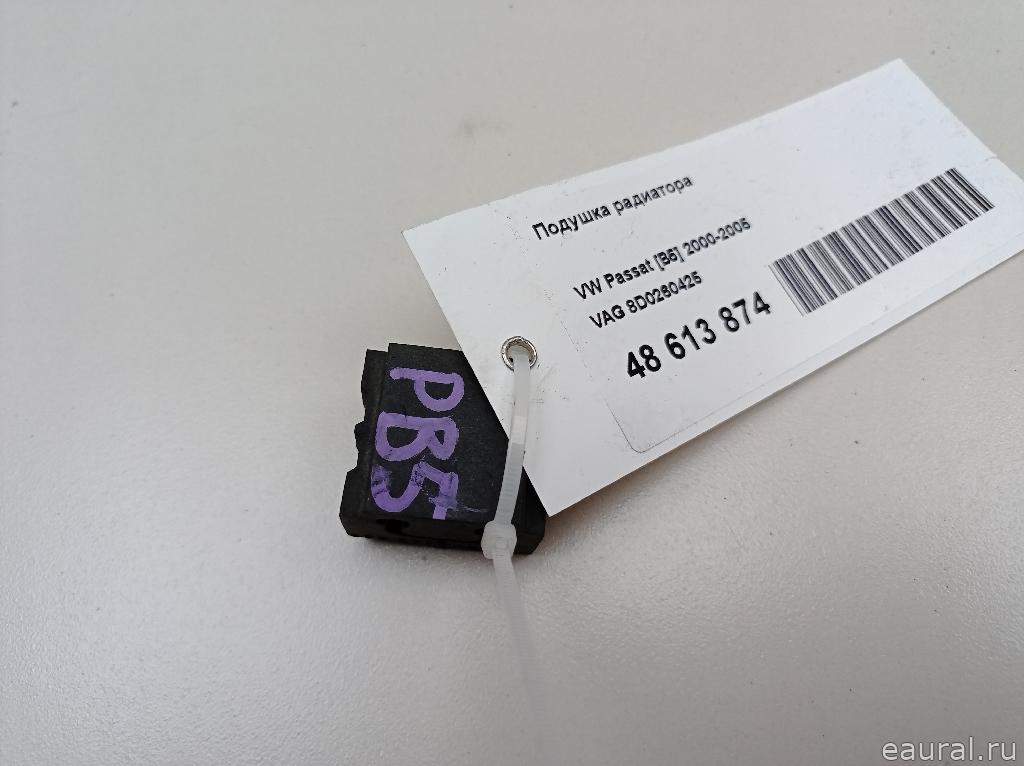 Подушка радиатора
VW Passat [B5] 2000-2005
VAG 8D0260425
48 613 874
PB5
eaural.ru